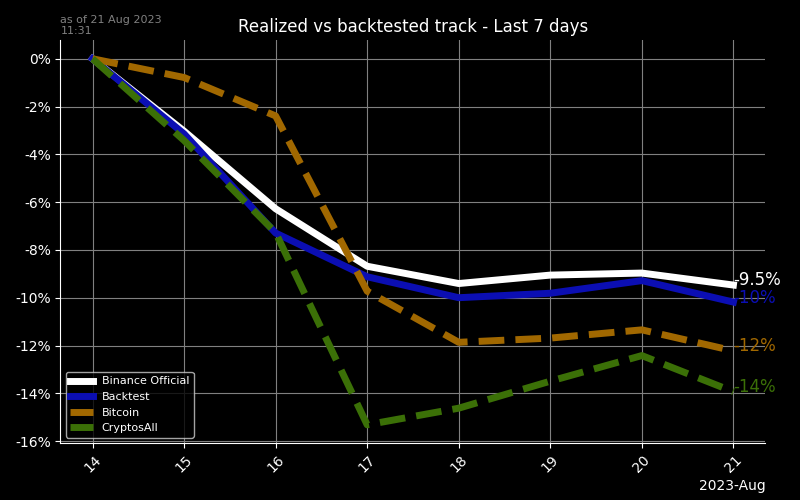 as of 21 Aug 2023
11:31
Realized vs backtested track - Last 7 days
0%
-2%
-4%
-6%
-8%
-10%
-12%
-14%
-16%
-9.5%
-10%
-12%
-14%
Binance Official
Backtest
Bitcoin
CryptosAll
14 15 16 17 18 19 20 21
2023-Aug